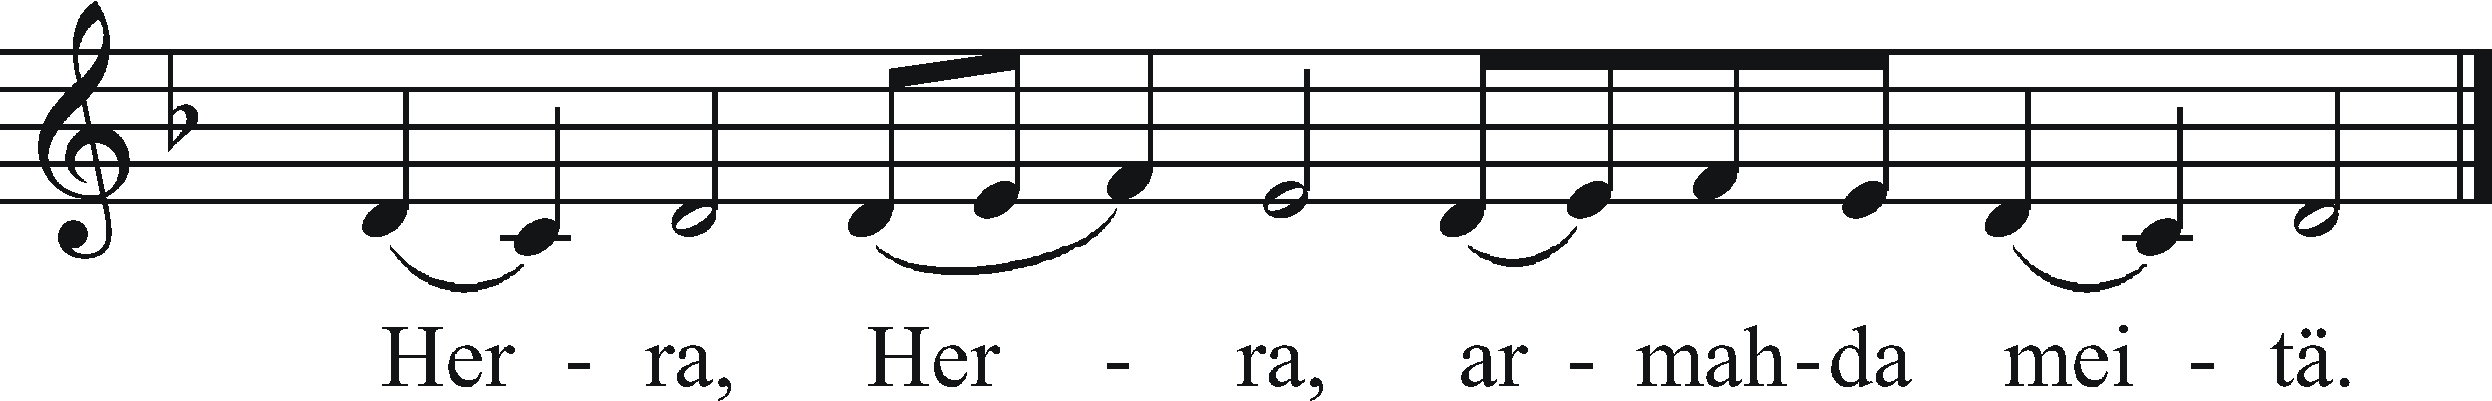 Her - ra, Her - ra, ar - mah - da mei - tä.